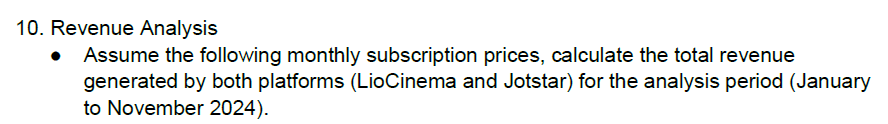 10. Revenue Analysis
● Assume the following monthly subscription prices, calculate the total revenue
generated by both platforms (LioCinema and Jotstar) for the analysis period (January
to November 2024).